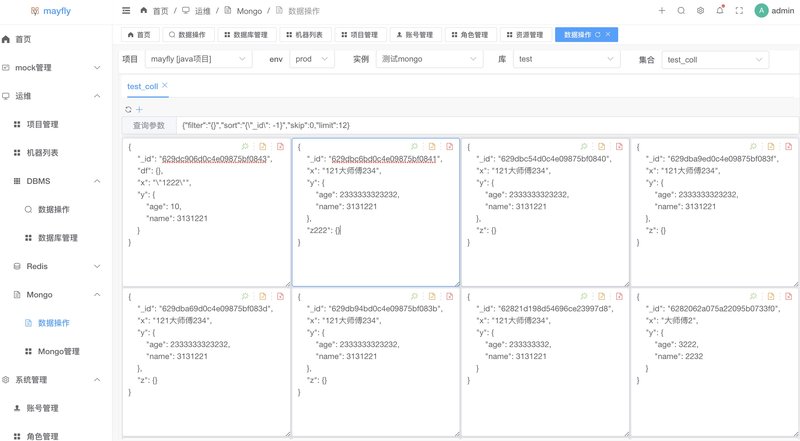 mayfly
首页 / 运维 / Mongo / 数据操作
admin
首页
mock管理
运维
项目管理
机器列表
DBMS
数据操作
数据库管理
Redis
Mongo
数据操作
Mongo管理
系统管理
账号管理
角色管理
首页 数据操作 数据库管理 机器列表 项目管理 账号管理 角色管理 资源管理 数据操作
项目 mayfly [java项目] env prod 实例 测试mongo 库 test 集合 test_coll
test_coll
查询参数 {"filter":"{}","sort":"{\"_id\": -1}","skip":0,"limit":12}
{
"_id": "629dc906d0c4e09875bf0843",
"df": {},
"x": "\"1222\"",
"y": {
"age": 10,
"name": 3131221
}
}
{
"_id": "629dbc6bd0c4e09875bf0841",
"x": "121大师傅234",
"y": {
"age": 2333333323232,
"name": 3131221
},
"z222": {}
}
{
"_id": "629dbc54d0c4e09875bf0840",
"x": "121大师傅234",
"y": {
"age": 2333333323232,
"name": 3131221
},
"z": {}
}
{
"_id": "629dba9ed0c4e09875bf083f",
"x": "121大师傅234",
"y": {
"age": 2333333323232,
"name": 3131221
},
"z": {}
}
{
"_id": "629dba69d0c4e09875bf083d",
"x": "121大师傅234",
"y": {
"age": 2333333323232,
"name": 3131221
},
"z": {}
}
{
"_id": "629db94bd0c4e09875bf083b",
"x": "121大师傅234",
"y": {
"age": 2333333323232,
"name": 3131221
},
"z": {}
}
{
"_id": "62821d198d54696ce23997d8",
"x": "121大师傅234",
"y": {
"age": 233333332,
"name": 3131221
}
}
{
"_id": "6282062a075a22095b0733f0",
"x": "大师傅2",
"y": {
"age": 3222,
"name": 2232
}
}